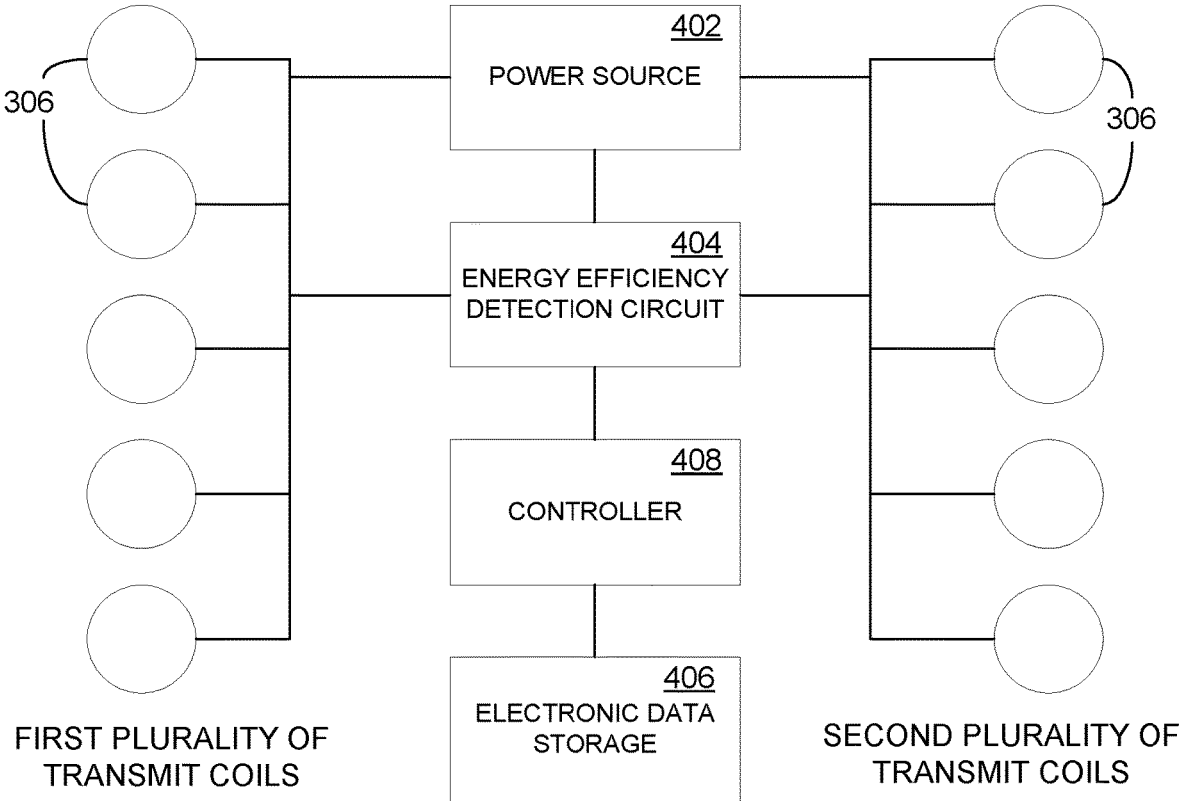 402
POWER SOURCE
306
306
404
ENERGY EFFICIENCY
DETECTION CIRCUIT
408
CONTROLLER
406
ELECTRONIC DATA
STORAGE
FIRST PLURALITY OF
TRANSMIT COILS
SECOND PLURALITY OF
TRANSMIT COILS